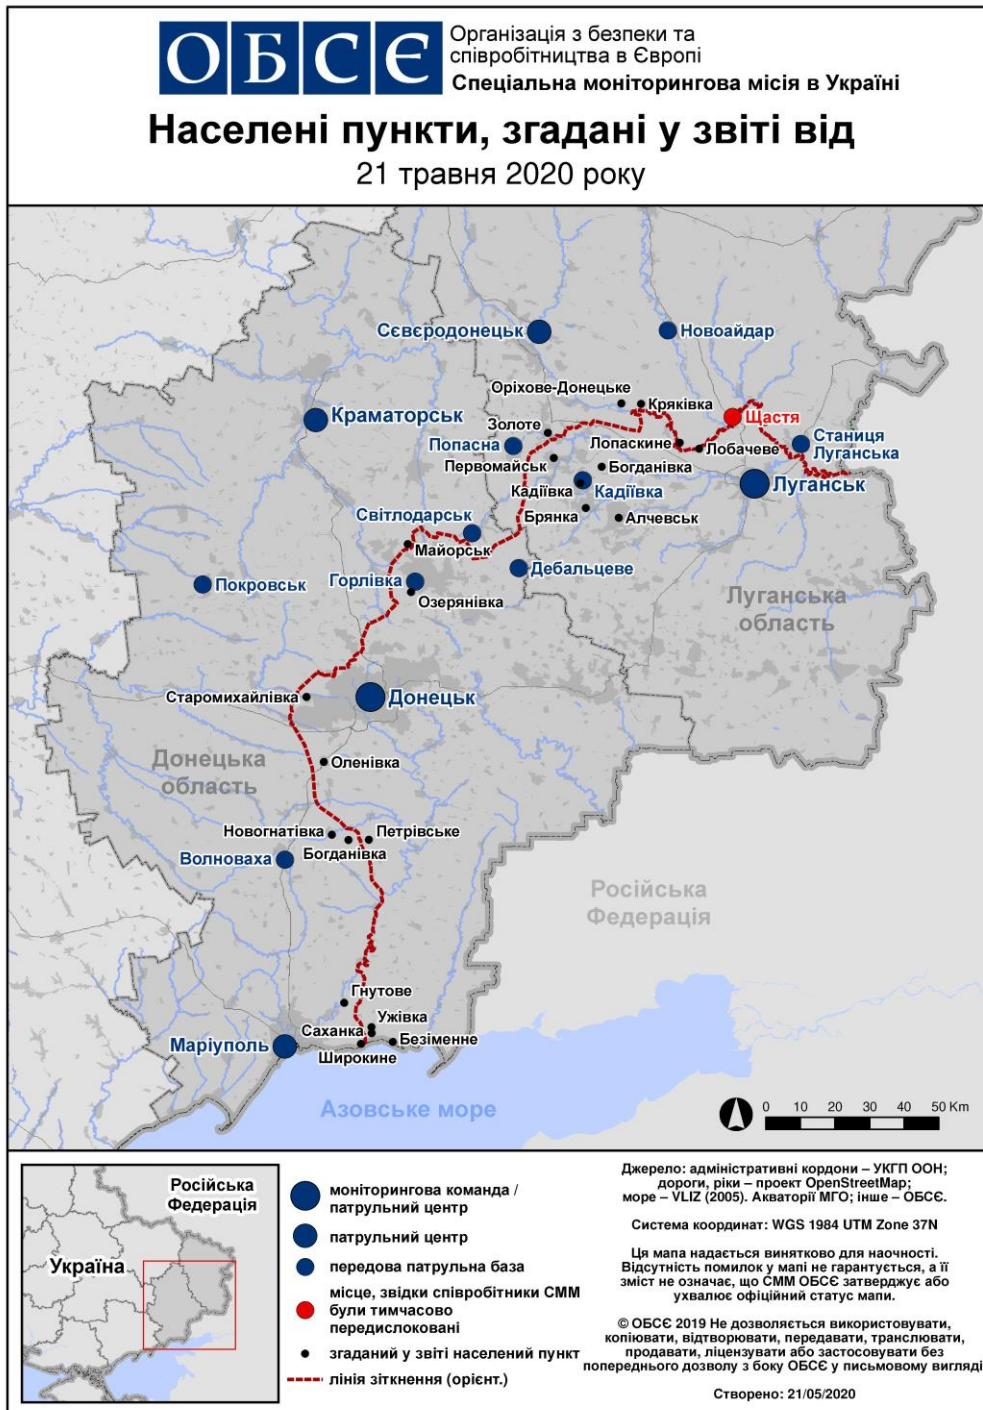 ОБСЄ
Організація з безпеки та
співробітництва в Європі
Спеціальна моніторингова місія в Україні
Населені пункти, згадані у звіті від
21 травня 2020 року
Сєвєродонецьк
Новоайдар
Оріхове-Донецьке
Кряківка
Краматорськ
Щастя
Золоте
Попасна
Лопаскине
Лобачеве
Станиця
Луганська
Первомайськ
Богданівка
Кадіївка
Кадіївка
Луганськ
Брянка
Алчевськ
Світлодарськ
Майорськ
Дебальцеве
Покровськ
Горлівка
Озерянівка
Луганська
область
Старомихайлівка
Донецьк
Донецька
область
Оленівка
Новогнатівка
Петрівське
Богданівка
Волноваха
Російська
Федерація
Гнутове
Ужівка
Саханка
Безіменне
Маріуполь
Широкине
Азовське море
0 10 20 30 40 50 Км
Російська
Федерація
Україна
моніторингова команда /
патрульний центр
патрульний центр
передова патрульна база
місце, звідки співробітники СММ
були тимчасово
передислоковані
згаданий у звіті населений пункт
лінія зіткнення (орієнт.)
Джерело: адміністративні кордони – УКГП ООН;
дороги, ріки – проект OpenStreetMap;
море – VLIZ (2005). Акваторії МГО; інше – ОБСЄ.
Система координат: WGS 1984 UTM Zone 37N
Ця мапа надається винятково для наочності.
Відсутність помилок у мапі не гарантується, а її
зміст не означає, що СММ ОБСЄ затверджує або
ухвалює офіційний статус мапи.
© ОБСЄ 2019 Не дозволяється використовувати,
копіювати, відтворювати, передавати, транслювати,
продавати, ліцензувати або застосовувати без
попереднього дозволу з боку ОБСЄ у письмовому вигляді
Створено: 21/05/2020